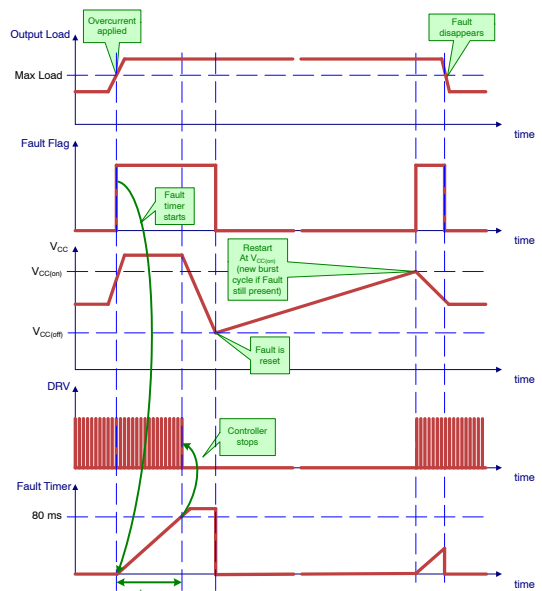 Overcurrent
applied
Fault
disappears
Output Load
Max Load
time
Fault Flag
Fault
timer
starts
time
VCC
VCC(on)
Restart
At VCC(on)
(new burst
cycle if Fault
still present)
VCC(off)
Fault is
reset
time
DRV
Controller
stops
time
Fault Timer
80 ms
time